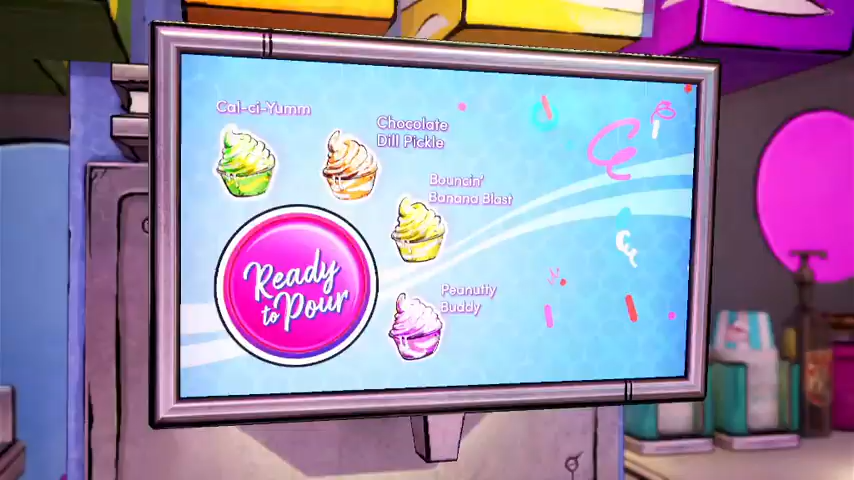 Cal-ci-Yumm
Chocolate
Dill Pickle
Bouncin'
Banana Blast
Ready
to Pour
Peanutty
Buddy